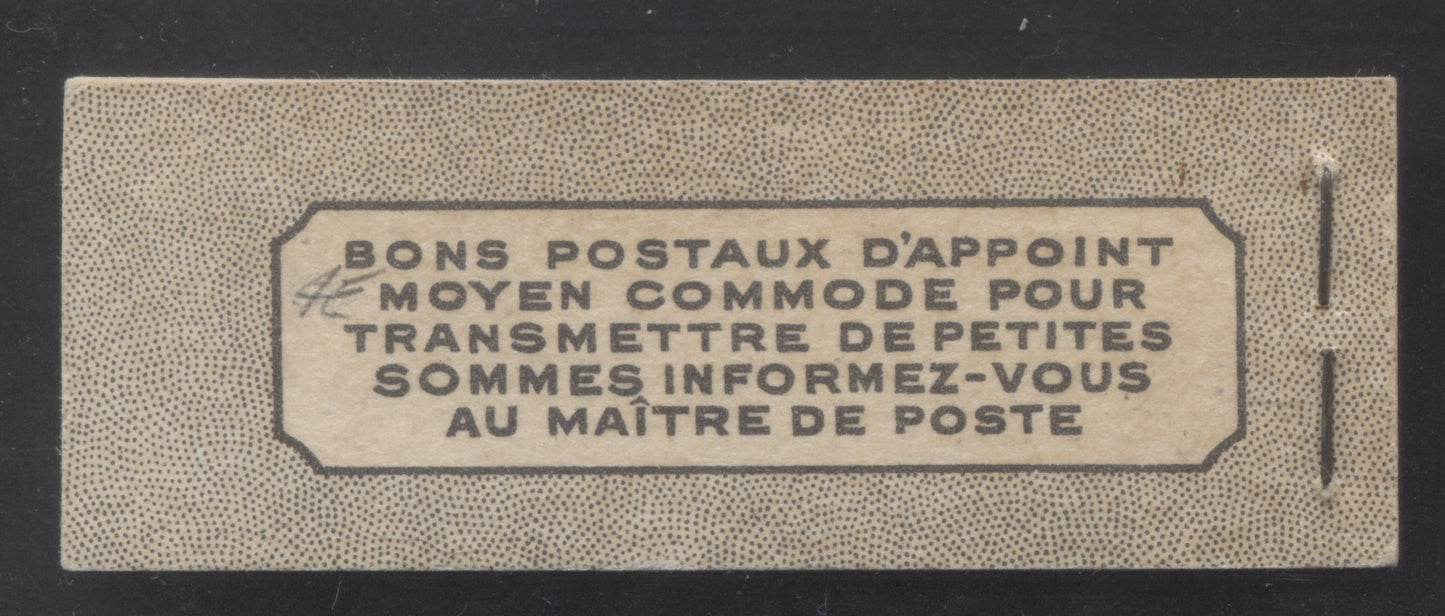 BONS POSTAUX D'APPOINT
MOYEN COMMODE POUR
TRANSMETTRE DE PETITES
SOMMES INFORMEZ-VOUS
AU MAÎTRE DE POSTE